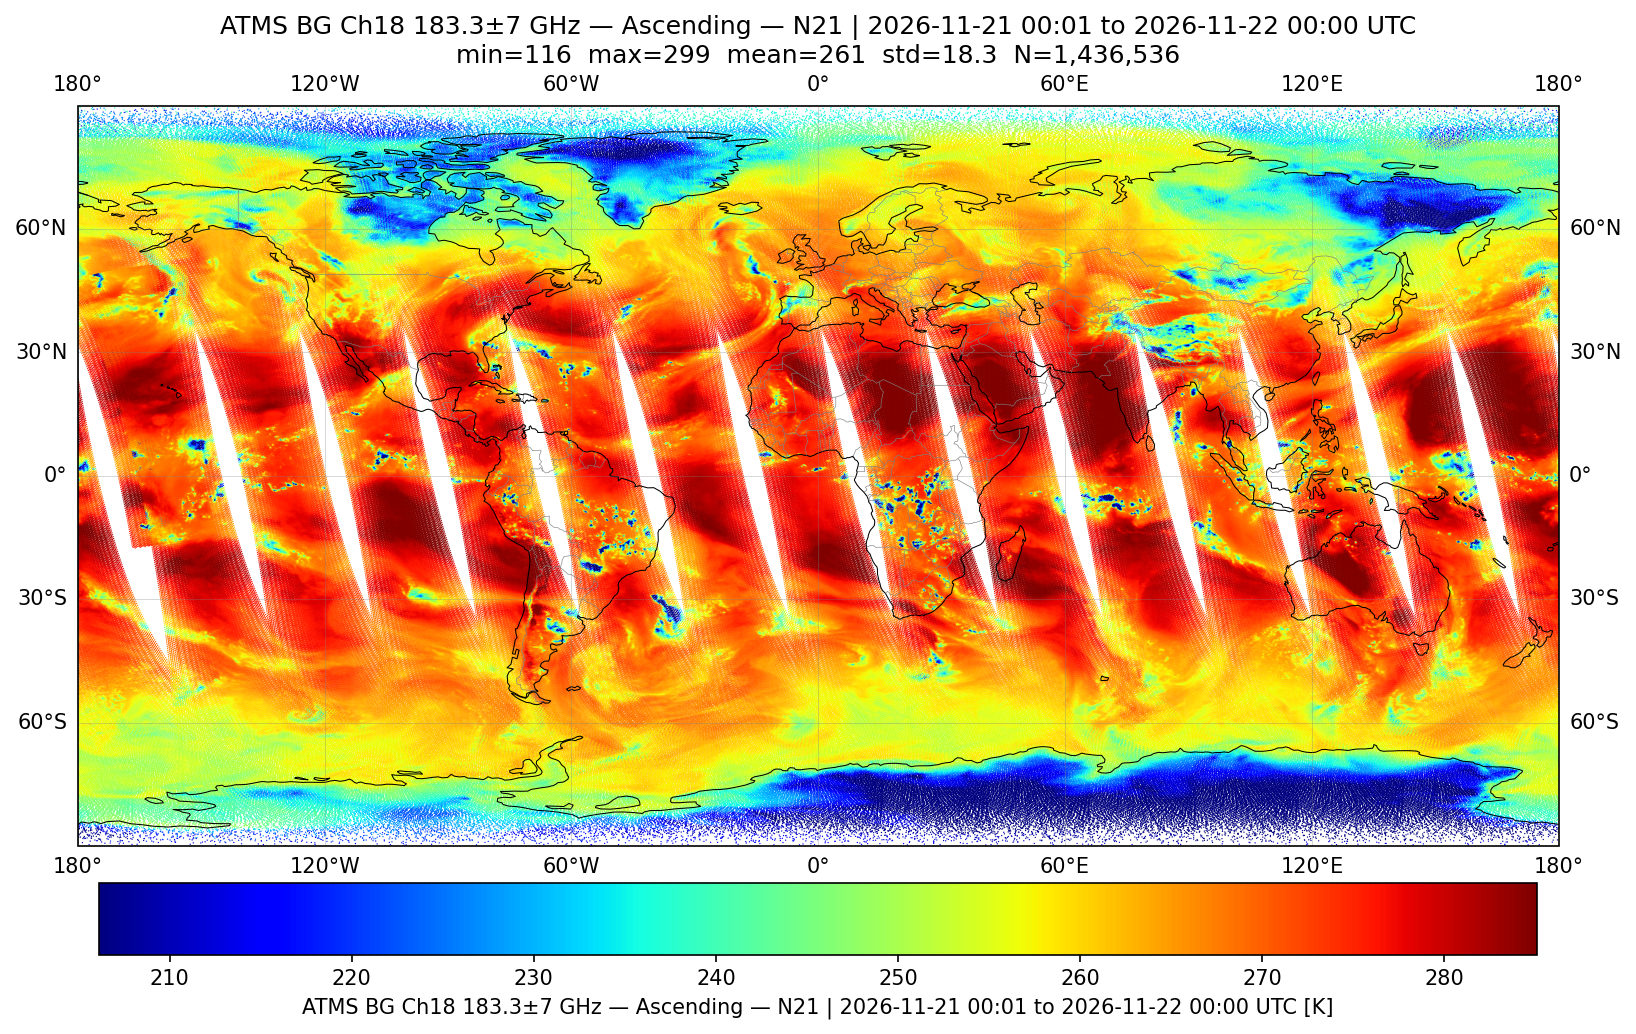 ATMS BG Ch18 183.3±7 GHz — Ascending — N21 | 2026-11-21 00:01 to 2026-11-22 00:00 UTC
min=116 max=299 mean=261 std=18.3 N=1,436,536
180° 120°W 60°W 0° 60°E 120°E 180°
60°N 60°N
30°N 30°N
0° 0°
30°S 30°S
60°S 60°S
180° 120°W 60°W 0° 60°E 120°E 180°
210 220 230 240 250 260 270 280
ATMS BG Ch18 183.3±7 GHz — Ascending — N21 | 2026-11-21 00:01 to 2026-11-22 00:00 UTC [K]